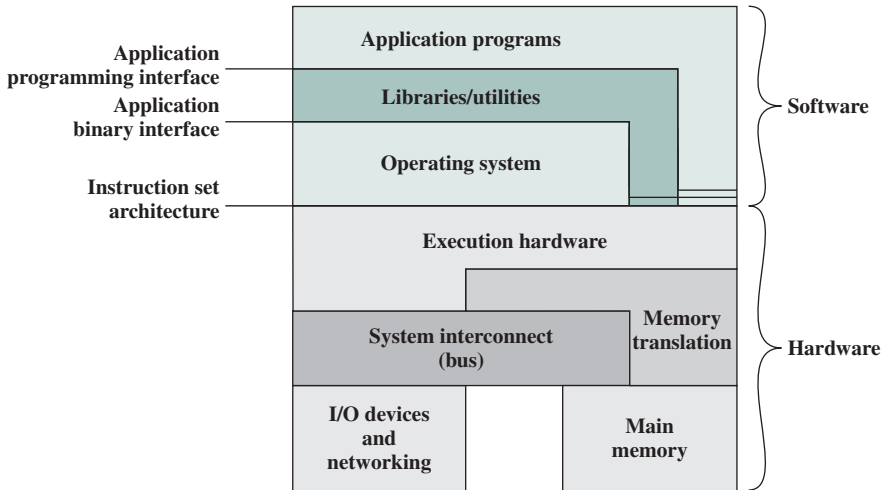 Application programs
Application
programming interface
Libraries/utilities
Application
binary interface
Software
Operating system
Instruction set
architecture
Execution hardware
Memory
translation
System interconnect
(bus)
Hardware
I/O devices
and
networking
Main
memory